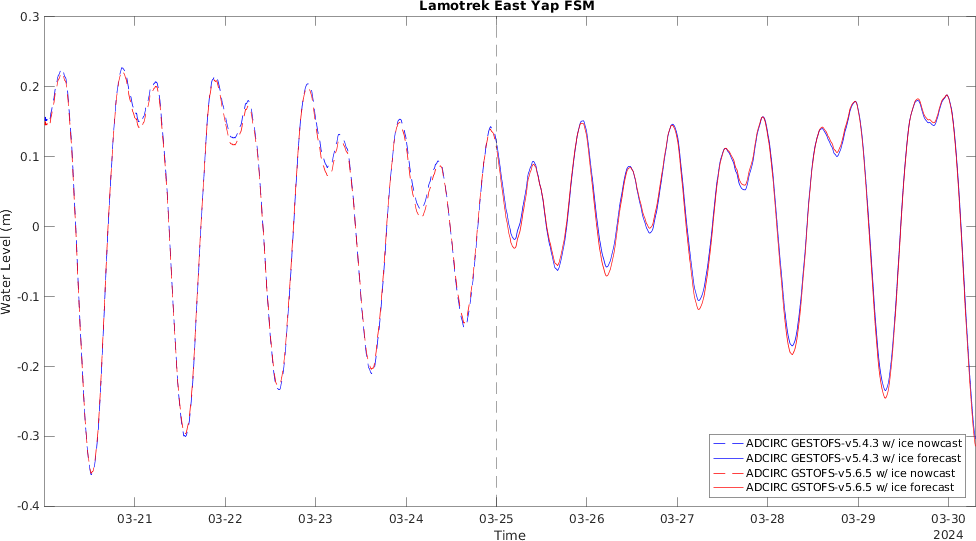 Lamotrek East Yap FSM
Water Level (m)
0.3
0.2
0.1
0
-0.1
-0.2
-0.3
-0.4
ADCIRC GESTOFS-v5.4.3 w/ ice nowcast
ADCIRC GESTOFS-v5.4.3 w/ ice forecast
ADCIRC GSTOFS-v5.6.5 w/ ice nowcast
ADCIRC GSTOFS-v5.6.5 w/ ice forecast
03-21 03-22 03-23 03-24 03-25 03-26 03-27 03-28 03-29 03-30
Time
2024